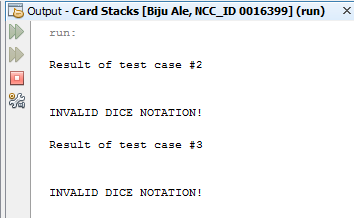 Output - Card Stacks [Biju Ale, NCC_ID 0016399] (run)
run:
Result of test case #2
INVALID DICE NOTATION!
Result of test case #3
INVALID DICE NOTATION!